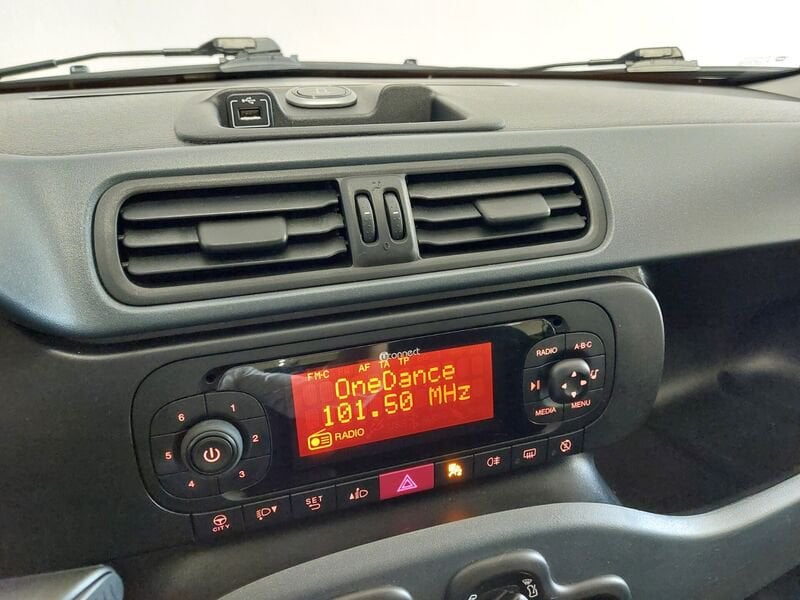 uconnect
FM-C AF TA TP
OneDance
101.50 MHz
RADIO
RADIO A·B·C
MEDIA MENU
6 1
5 2
4 3
CITY
SET